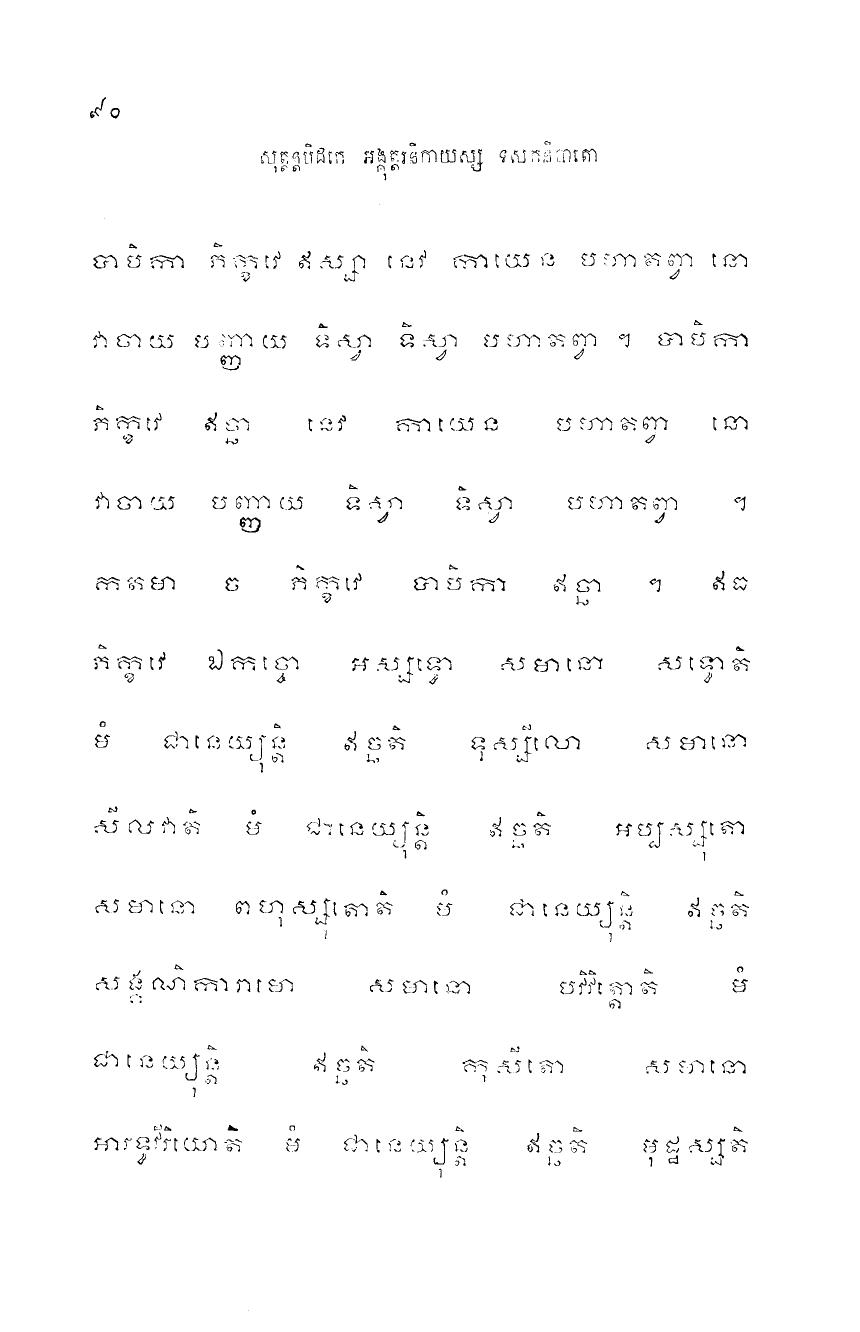 ៩០
សុត្តន្តបិដកេ អង្គុត្តរនិកាយស្ស ទសកនិបាតោ
បាបិកា ភិក្ខវេ ឥស្សា នេវ កាយេន បហាតព្វា នោ
វាចាយ បញ្ញាយ ទិស្វា ទិស្វា បហាតព្វា ។ បាបិកា
ភិក្ខវេ ឥច្ឆា នេវ កាយេន បហាតព្វា នោ
វាចាយ បញ្ញាយ ទិស្វា ទិស្វា បហាតព្វា ។
កតមា ច ភិក្ខវេ បាបិកា ឥច្ឆា ។ ឥធ
ភិក្ខវេ ឯកច្ចោ អស្សទ្ធោ សមានោ សទ្ធោតិ
មំ ជានេយ្យុន្តិ ឥច្ឆតិ ទុស្សីលោ សមានោ
សីលវាតិ មំ ជានេយ្យុន្តិ ឥច្ឆតិ អប្បស្សុតោ
សមានោ ពហុស្សុតោតិ មំ ជានេយ្យុន្តិ ឥច្ឆតិ
សង្គណិការាមោ សមានោ បវិវិត្តោតិ មំ
ជានេយ្យុន្តិ ឥច្ឆតិ កុសីតោ សមានោ
អារទ្ធវីរិយោតិ មំ ជានេយ្យុន្តិ ឥច្ឆតិ មុដ្ឋស្សតិ